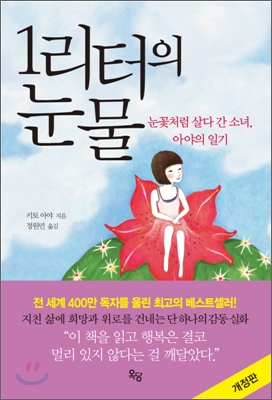 1리터의
눈물
눈꽃처럼 살다 간 소녀,
아야의 일기
키토 아야 지음
정원민 옮김
전 세계 400만 독자를 울린 최고의 베스트셀러!
지친 삶에 희망과 위로를 건네는 단 하나의 감동 실화
“이 책을 읽고 행복은 결코
멀리 있지 않다는 걸 깨달았다.”
개정판